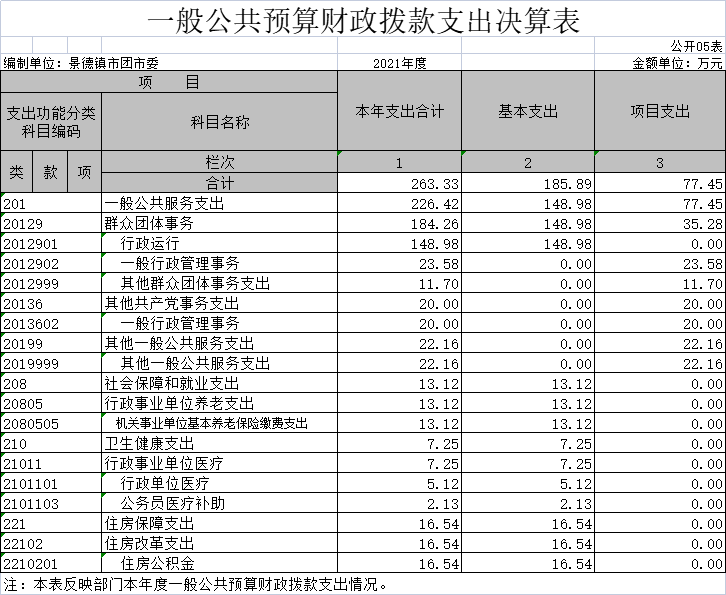 一般公共预算财政拨款支出决算表
公开05表
编制单位：景德镇市团市委 2021年度 金额单位：万元
项 目 本年支出合计 基本支出 项目支出
支出功能分类科目编码 科目名称
类 款 项 栏次 1 2 3
合计 263.33 185.89 77.45
201 一般公共服务支出 226.42 148.98 77.45
20129 群众团体事务 184.26 148.98 35.28
2012901 行政运行 148.98 148.98 0.00
2012902 一般行政管理事务 23.58 0.00 23.58
2012999 其他群众团体事务支出 11.70 0.00 11.70
20136 其他共产党事务支出 20.00 0.00 20.00
2013602 一般行政管理事务 20.00 0.00 20.00
20199 其他一般公共服务支出 22.16 0.00 22.16
2019999 其他一般公共服务支出 22.16 0.00 22.16
208 社会保障和就业支出 13.12 13.12 0.00
20805 行政事业单位养老支出 13.12 13.12 0.00
2080505 机关事业单位基本养老保险缴费支出 13.12 13.12 0.00
210 卫生健康支出 7.25 7.25 0.00
21011 行政事业单位医疗 7.25 7.25 0.00
2101101 行政单位医疗 5.12 5.12 0.00
2101103 公务员医疗补助 2.13 2.13 0.00
221 住房保障支出 16.54 16.54 0.00
22102 住房改革支出 16.54 16.54 0.00
2210201 住房公积金 16.54 16.54 0.00
注：本表反映部门本年度一般公共预算财政拨款支出情况。